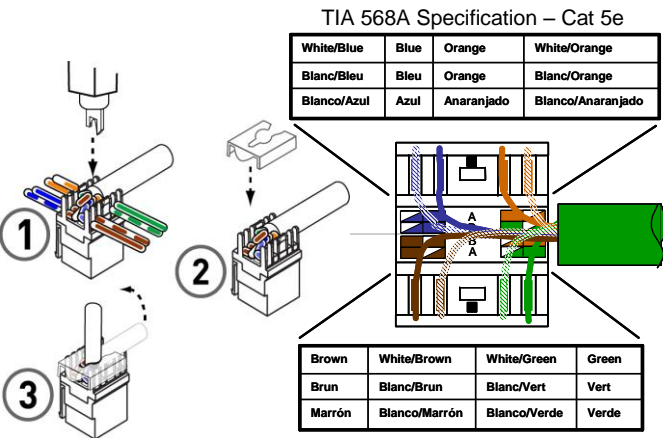 TIA 568A Specification – Cat 5e
White/Blue Blue Orange White/Orange
Blanc/Bleu Bleu Orange Blanc/Orange
Blanco/Azul Azul Anaranjado Blanco/Anaranjado
1
2
3
A
B
B
A
Brown White/Brown White/Green Green
Brun Blanc/Brun Blanc/Vert Vert
Marrón Blanco/Marrón Blanco/Verde Verde